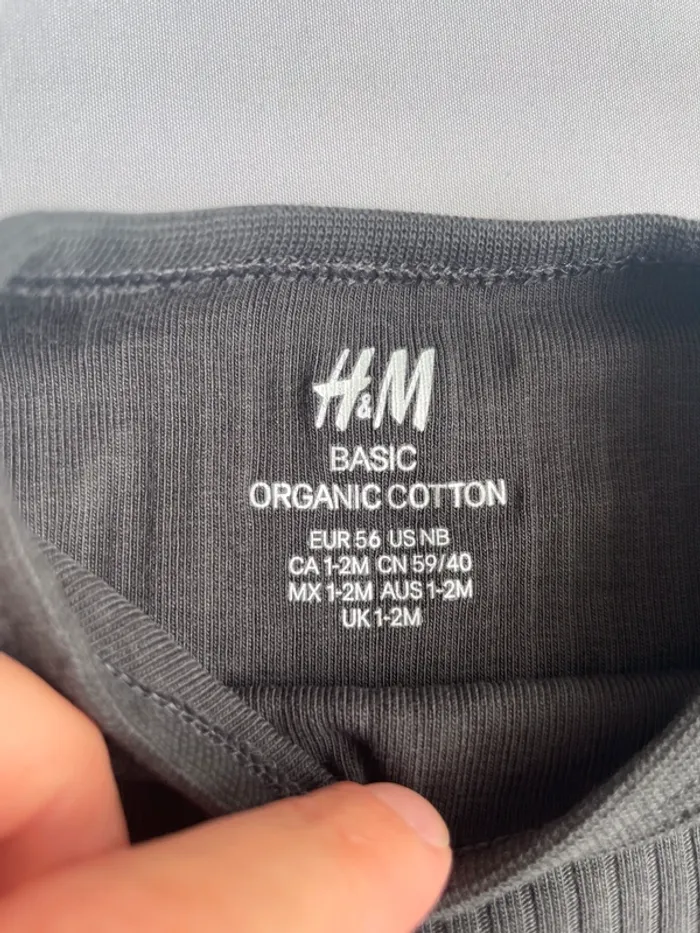 H&M
BASIC
ORGANIC COTTON
EUR 56 US NB
CA 1-2M CN 59/40
MX 1-2M AUS 1-2M
UK 1-2M